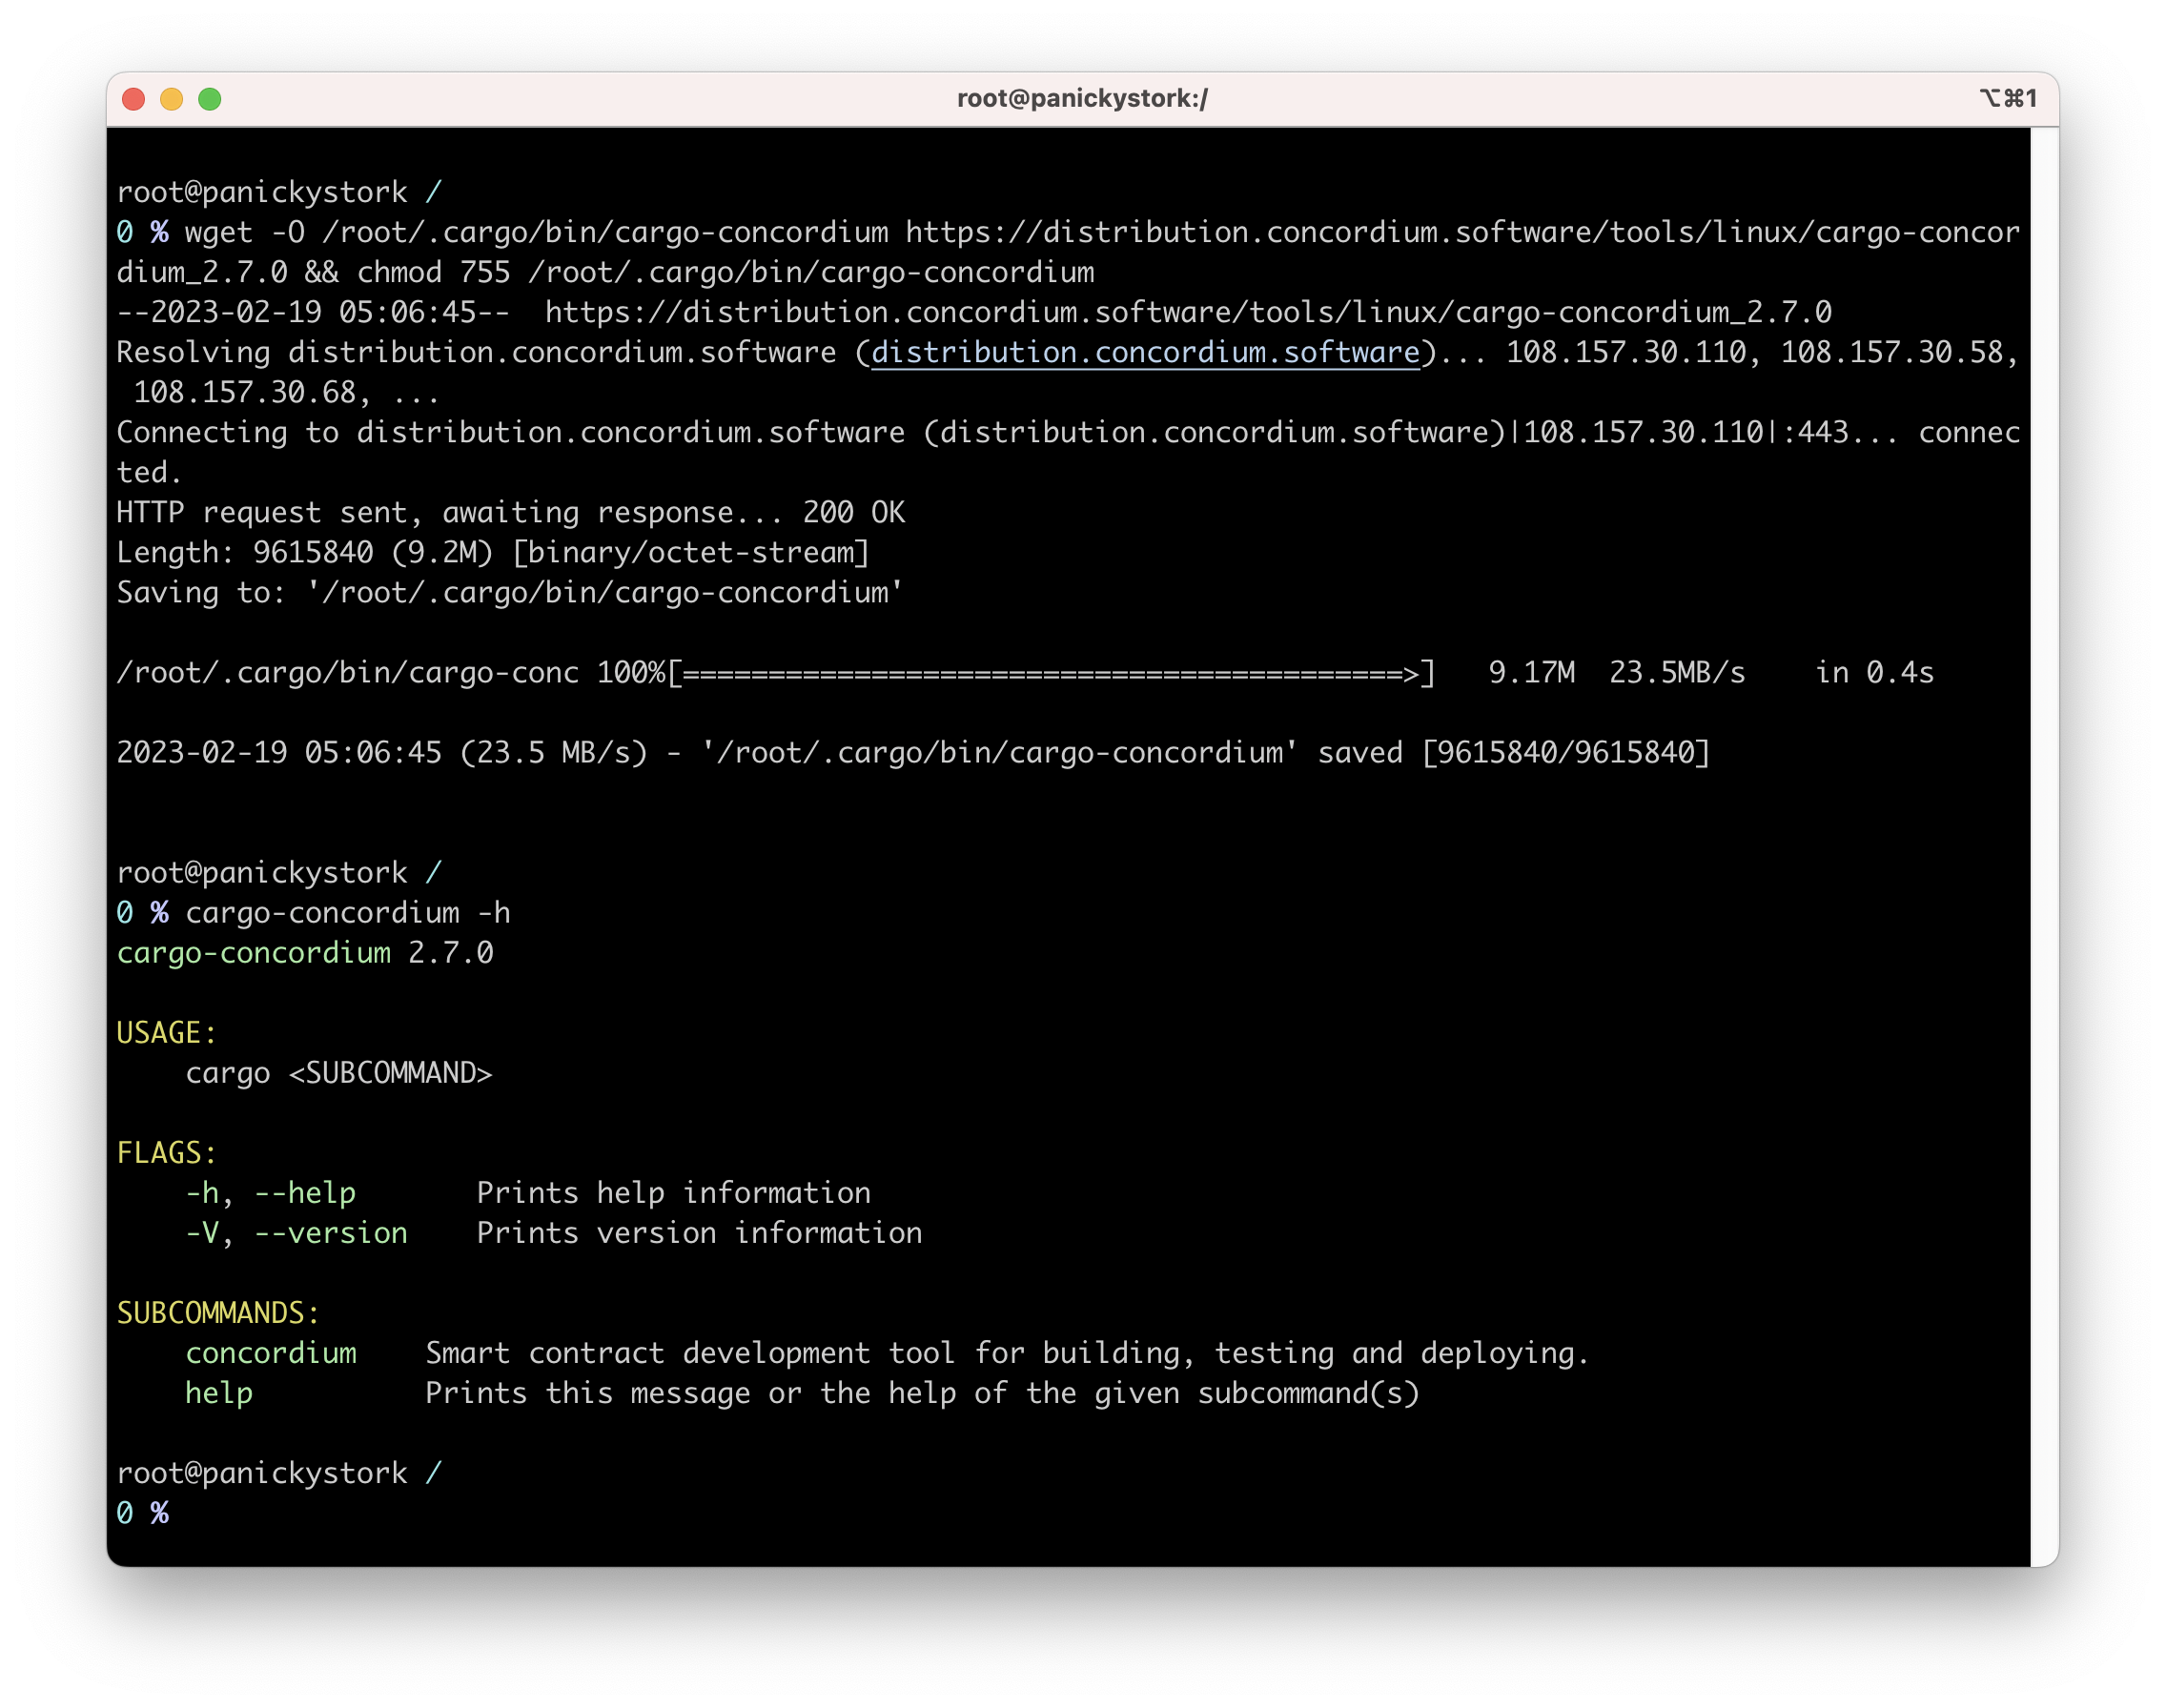 root@panickystork:/
⌥⌘1
root@panickystork /
0 % wget -O /root/.cargo/bin/cargo-concordium https://distribution.concordium.software/tools/linux/cargo-concor
dium_2.7.0 && chmod 755 /root/.cargo/bin/cargo-concordium
--2023-02-19 05:06:45--  https://distribution.concordium.software/tools/linux/cargo-concordium_2.7.0
Resolving distribution.concordium.software (distribution.concordium.software)... 108.157.30.110, 108.157.30.58,
 108.157.30.68, ...
Connecting to distribution.concordium.software (distribution.concordium.software)|108.157.30.110|:443... connec
ted.
HTTP request sent, awaiting response... 200 OK
Length: 9615840 (9.2M) [binary/octet-stream]
Saving to: '/root/.cargo/bin/cargo-concordium'
/root/.cargo/bin/cargo-conc 100%[==========================================>]   9.17M  23.5MB/s    in 0.4s
2023-02-19 05:06:45 (23.5 MB/s) - '/root/.cargo/bin/cargo-concordium' saved [9615840/9615840]
root@panickystork /
0 % cargo-concordium -h
cargo-concordium 2.7.0
USAGE:
    cargo <SUBCOMMAND>
FLAGS:
    -h, --help       Prints help information
    -V, --version    Prints version information
SUBCOMMANDS:
    concordium    Smart contract development tool for building, testing and deploying.
    help          Prints this message or the help of the given subcommand(s)
root@panickystork /
0 %